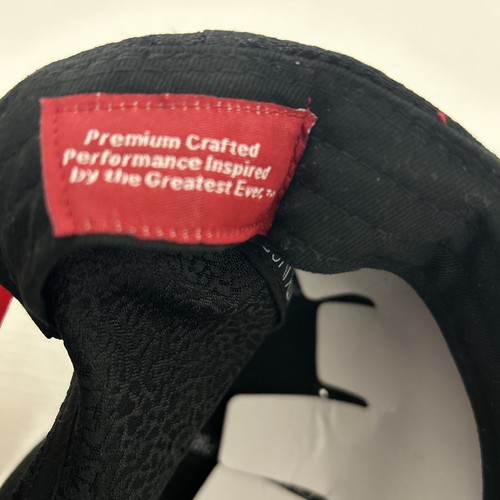 Premium Crafted
Performance Inspired
by the Greatest Ever.™